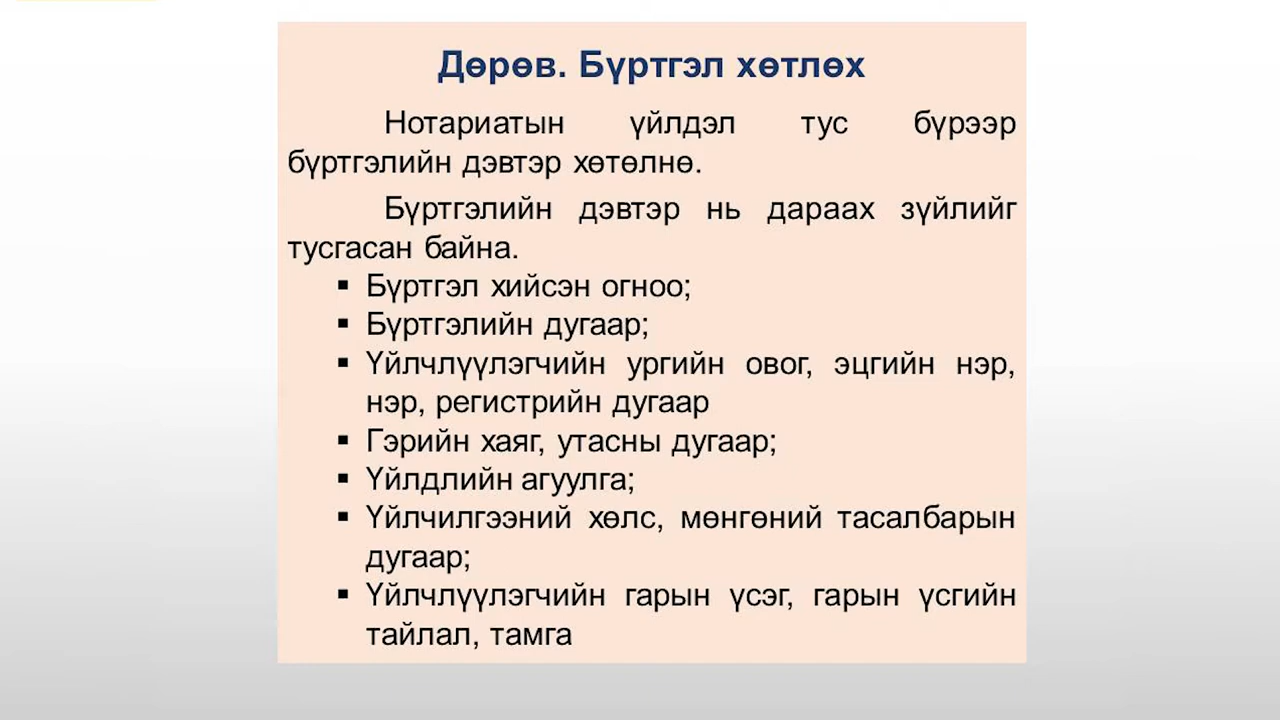 Дөрөв. Бүртгэл хөтлөх
Нотариатын үйлдэл тус бүрээр
бүртгэлийн дэвтэр хөтөлнө.
Бүртгэлийн дэвтэр нь дараах зүйлийг
тусгасан байна.
▪ Бүртгэл хийсэн огноо;
▪ Бүртгэлийн дугаар;
▪ Үйлчлүүлэгчийн ургийн овог, эцгийн нэр,
нэр, регистрийн дугаар
▪ Гэрийн хаяг, утасны дугаар;
▪ Үйлдлийн агуулга;
▪ Үйлчилгээний хөлс, мөнгөний тасалбарын
дугаар;
▪ Үйлчлүүлэгчийн гарын үсэг, гарын үсгийн
тайлал, тамга